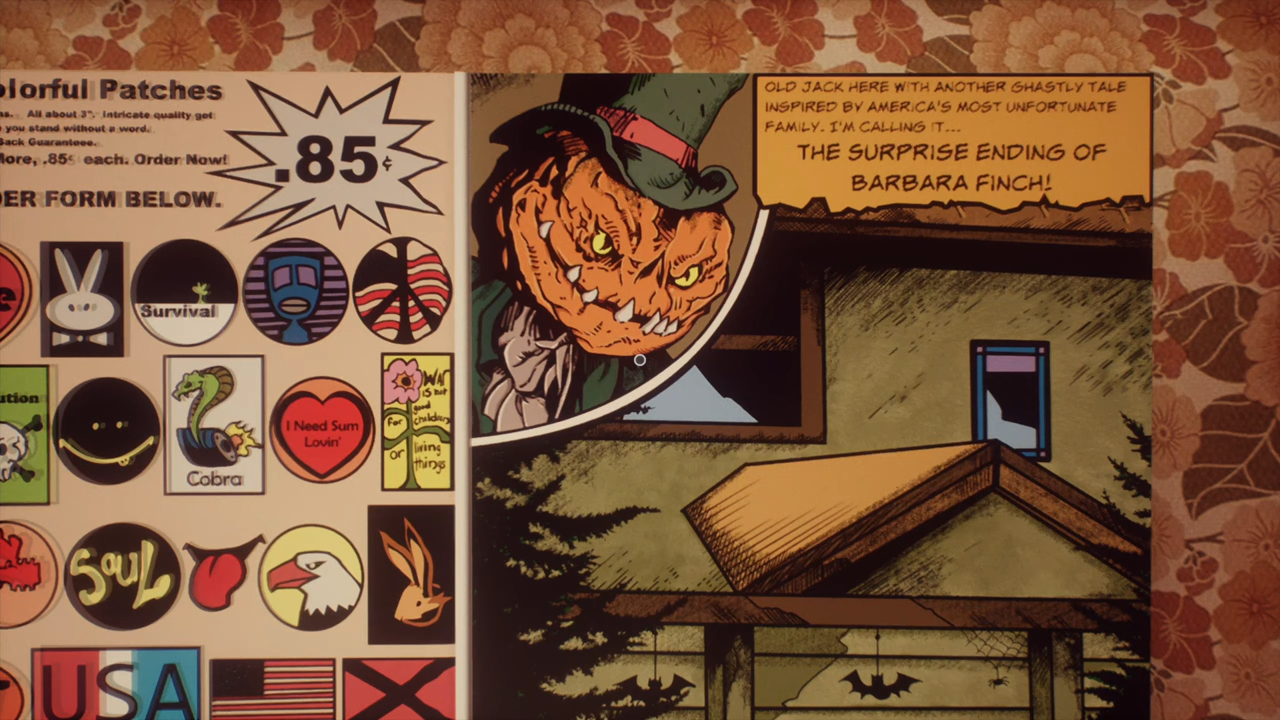 olorful Patches
ns. All about 3". Intricate quality get
you stand without a word.
Back Guarantee.
More, .85¢ each. Order Now!
DER FORM BELOW.
.85¢
Survival
ution
Cobra
I Need Sum
Lovin'
War
is not
good
for children
or living
things
SOUL
USA
OLD JACK HERE WITH ANOTHER GHASTLY TALE
INSPIRED BY AMERICA'S MOST UNFORTUNATE
FAMILY. I'M CALLING IT...
THE SURPRISE ENDING OF
BARBARA FINCH!